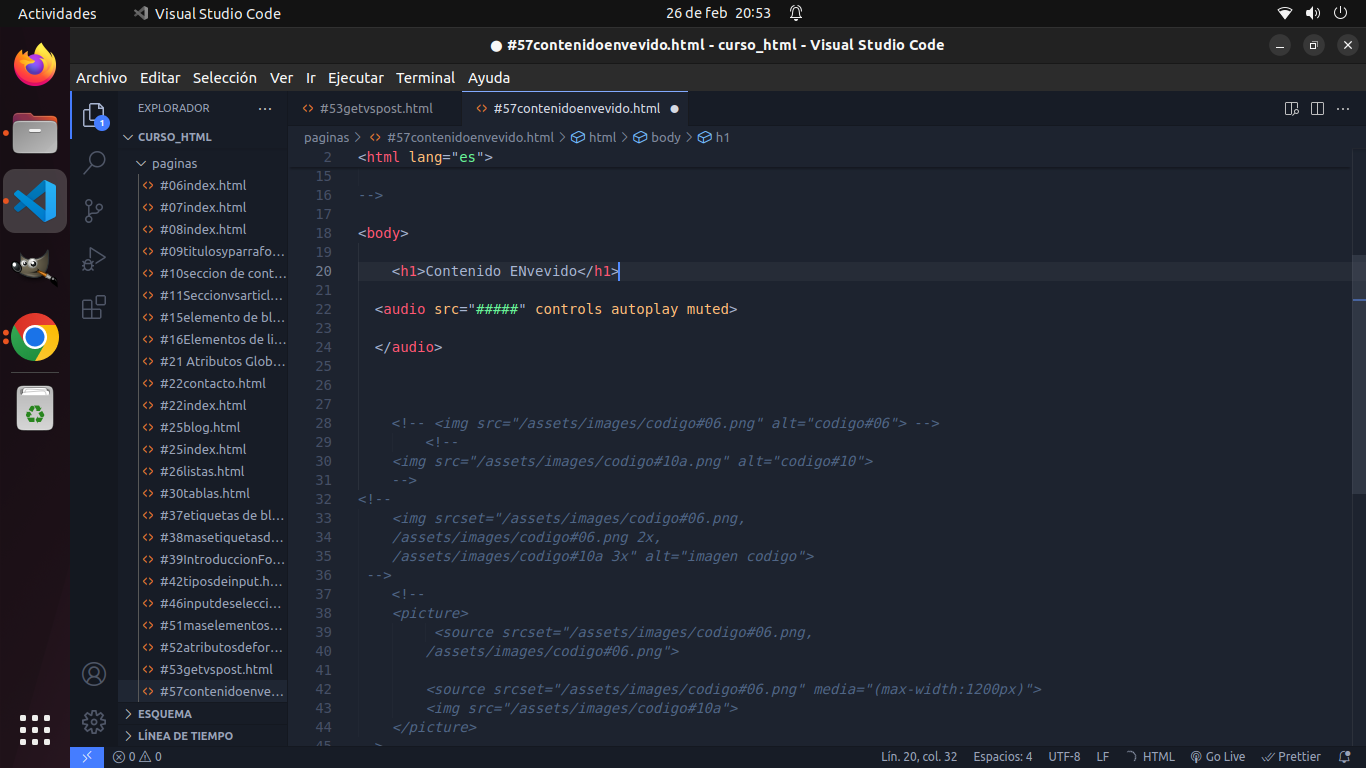 Actividades
Visual Studio Code
26 de feb 20:53
● #57contenidoenvevido.html - curso_html - Visual Studio Code
Archivo Editar Selección Ver Ir Ejecutar Terminal Ayuda
1
EXPLORADOR
CURSO_HTML
paginas
#06index.html
#07index.html
#08index.html
#09titulosyparrafo...
#10seccion de cont...
#11Seccionvsarticl...
#15elemento de bl...
#16Elementos de li...
#21 Atributos Glob...
#22contacto.html
#22index.html
#25blog.html
#25index.html
#26listas.html
#30tablas.html
#37etiquetas de bl...
#38masetiquetasd...
#39IntroduccionFo...
#42tiposdeinput.h...
#46inputdeselecci...
#51maselementos...
#52atributosdefor...
#53getvspost.html
#57contenidoenve...
ESQUEMA
LÍNEA DE TIEMPO
#53getvspost.html
#57contenidoenvevido.html ●
paginas > #57contenidoenvevido.html > html > body > h1
2 <html lang="es">
15
16 -->
17
18 <body>
19
20 <h1>Contenido ENvevido</h1>
21
22 <audio src="#####" controls autoplay muted>
23
24 </audio>
25
26
27
28 <!-- <img src="/assets/images/codigo#06.png" alt="codigo#06"> -->
29 <!--
30 <img src="/assets/images/codigo#10a.png" alt="codigo#10">
31 -->
32 <!--
33 <img srcset="/assets/images/codigo#06.png,
34 /assets/images/codigo#06.png 2x,
35 /assets/images/codigo#10a 3x" alt="imagen codigo">
36 -->
37 <!--
38 <picture>
39 <source srcset="/assets/images/codigo#06.png,
40 /assets/images/codigo#06.png">
41
42 <source srcset="/assets/images/codigo#06.png" media="(max-width:1200px)">
43 <img src="/assets/images/codigo#10a">
44 </picture>
0 0
Lín. 20, col. 32 Espacios: 4 UTF-8 LF HTML Go Live Prettier